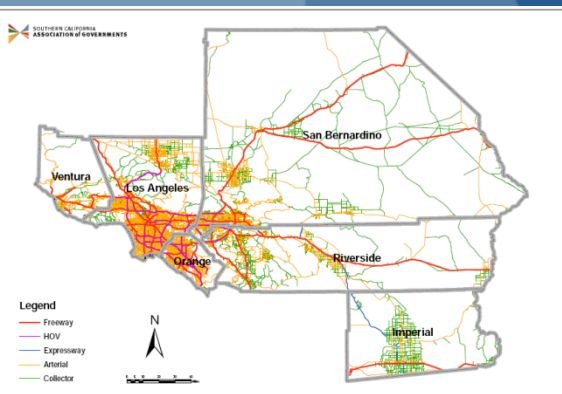 SOUTHERN CALIFORNIA
ASSOCIATION of GOVERNMENTS
San Bernardino
Ventura
Los Angeles
Orange
Riverside
Imperial
Legend
Freeway
HOV
Expressway
Arterial
Collector
N